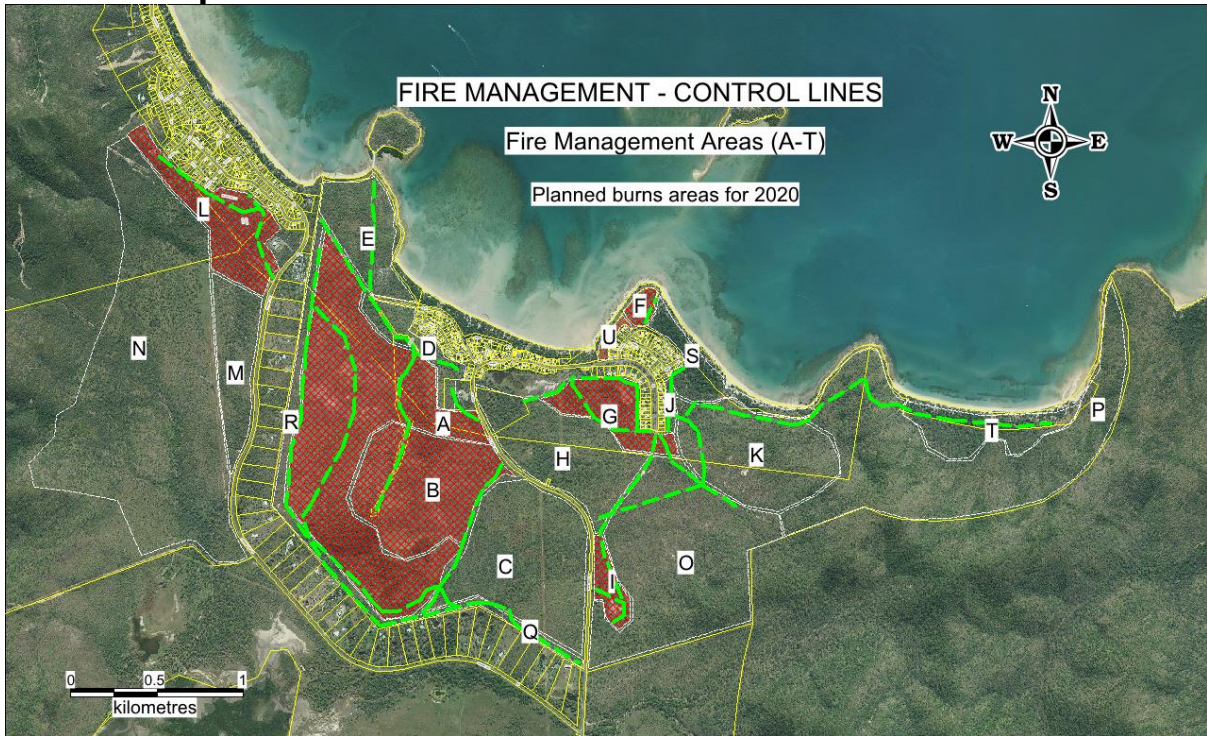 FIRE MANAGEMENT - CONTROL LINES
Fire Management Areas (A-T)
Planned burns areas for 2020
N
W E
S
L
E
F
U
D
S
N
M
R
A
G
J
T
P
H
K
B
C
I
O
Q
0 0.5 1
kilometres